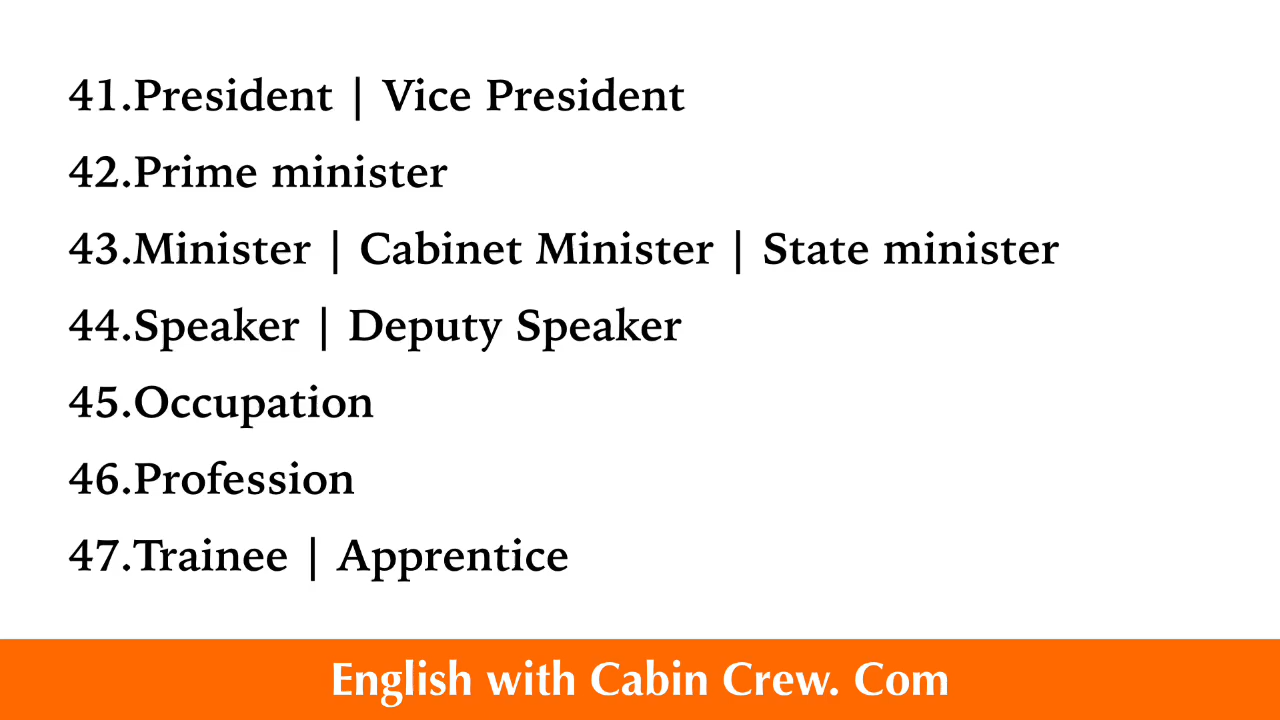 41.President | Vice President
42.Prime minister
43.Minister | Cabinet Minister | State minister
44.Speaker | Deputy Speaker
45.Occupation
46.Profession
47.Trainee | Apprentice
English with Cabin Crew. Com